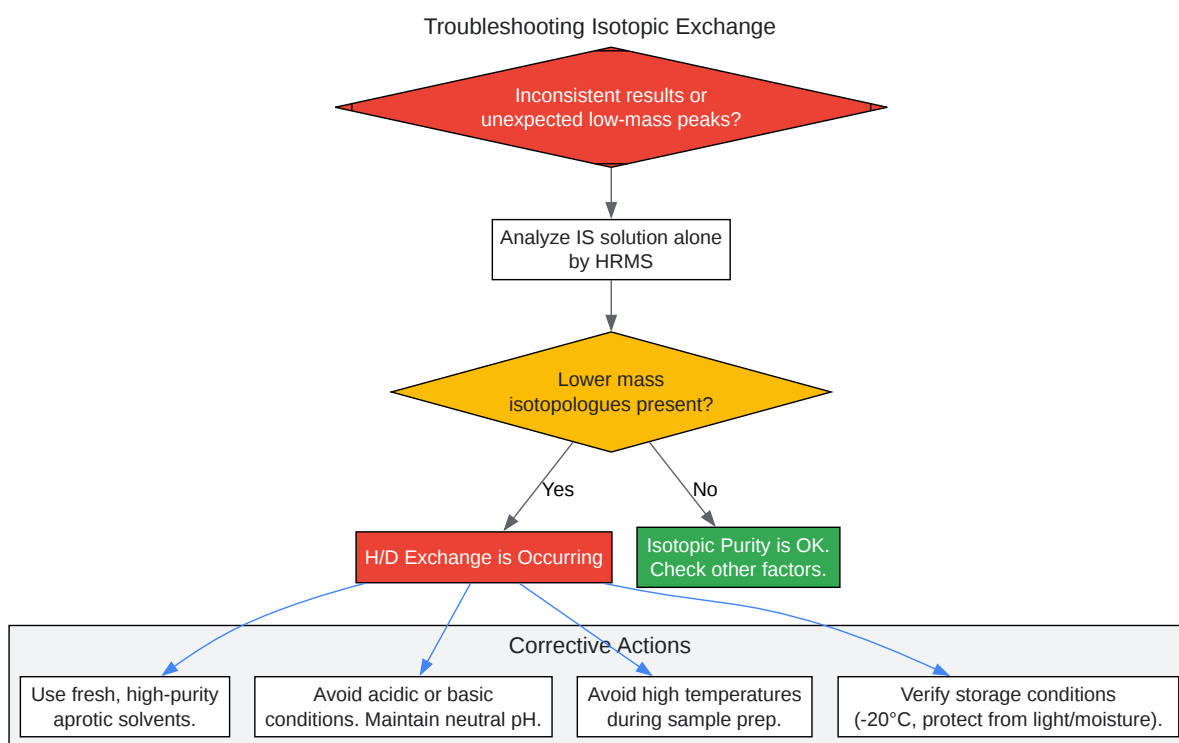 Troubleshooting Isotopic Exchange
Inconsistent results or
unexpected low-mass peaks?
Analyze IS solution alone
by HRMS
Lower mass
isotopologues present?
Yes
No
H/D Exchange is Occurring
Isotopic Purity is OK.
Check other factors.
Corrective Actions
Use fresh, high-purity
aprotic solvents.
Avoid acidic or basic
conditions. Maintain neutral pH.
Avoid high temperatures
during sample prep.
Verify storage conditions
(-20°C, protect from light/moisture).